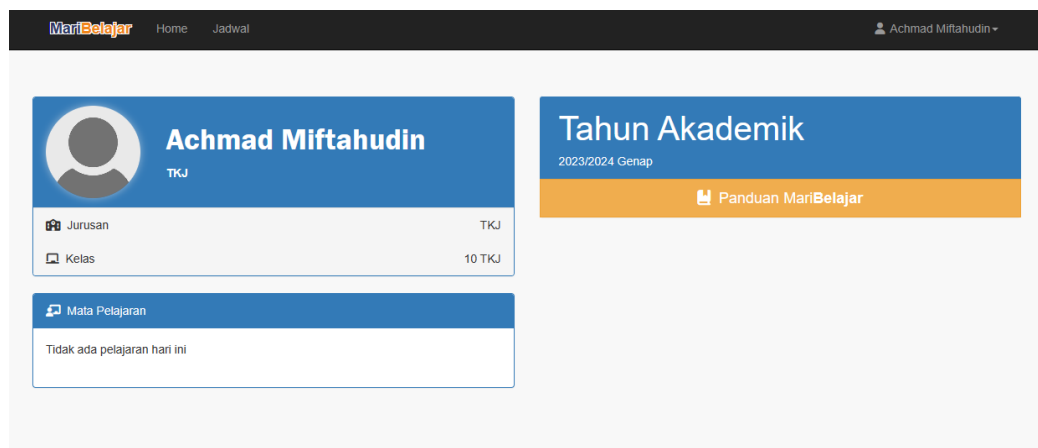 MariBelajar Home Jadwal Achmad Miftahudin
Achmad Miftahudin
TKJ
Jurusan TKJ
Kelas 10 TKJ
Mata Pelajaran
Tidak ada pelajaran hari ini
Tahun Akademik
2023/2024 Genap
Panduan MariBelajar